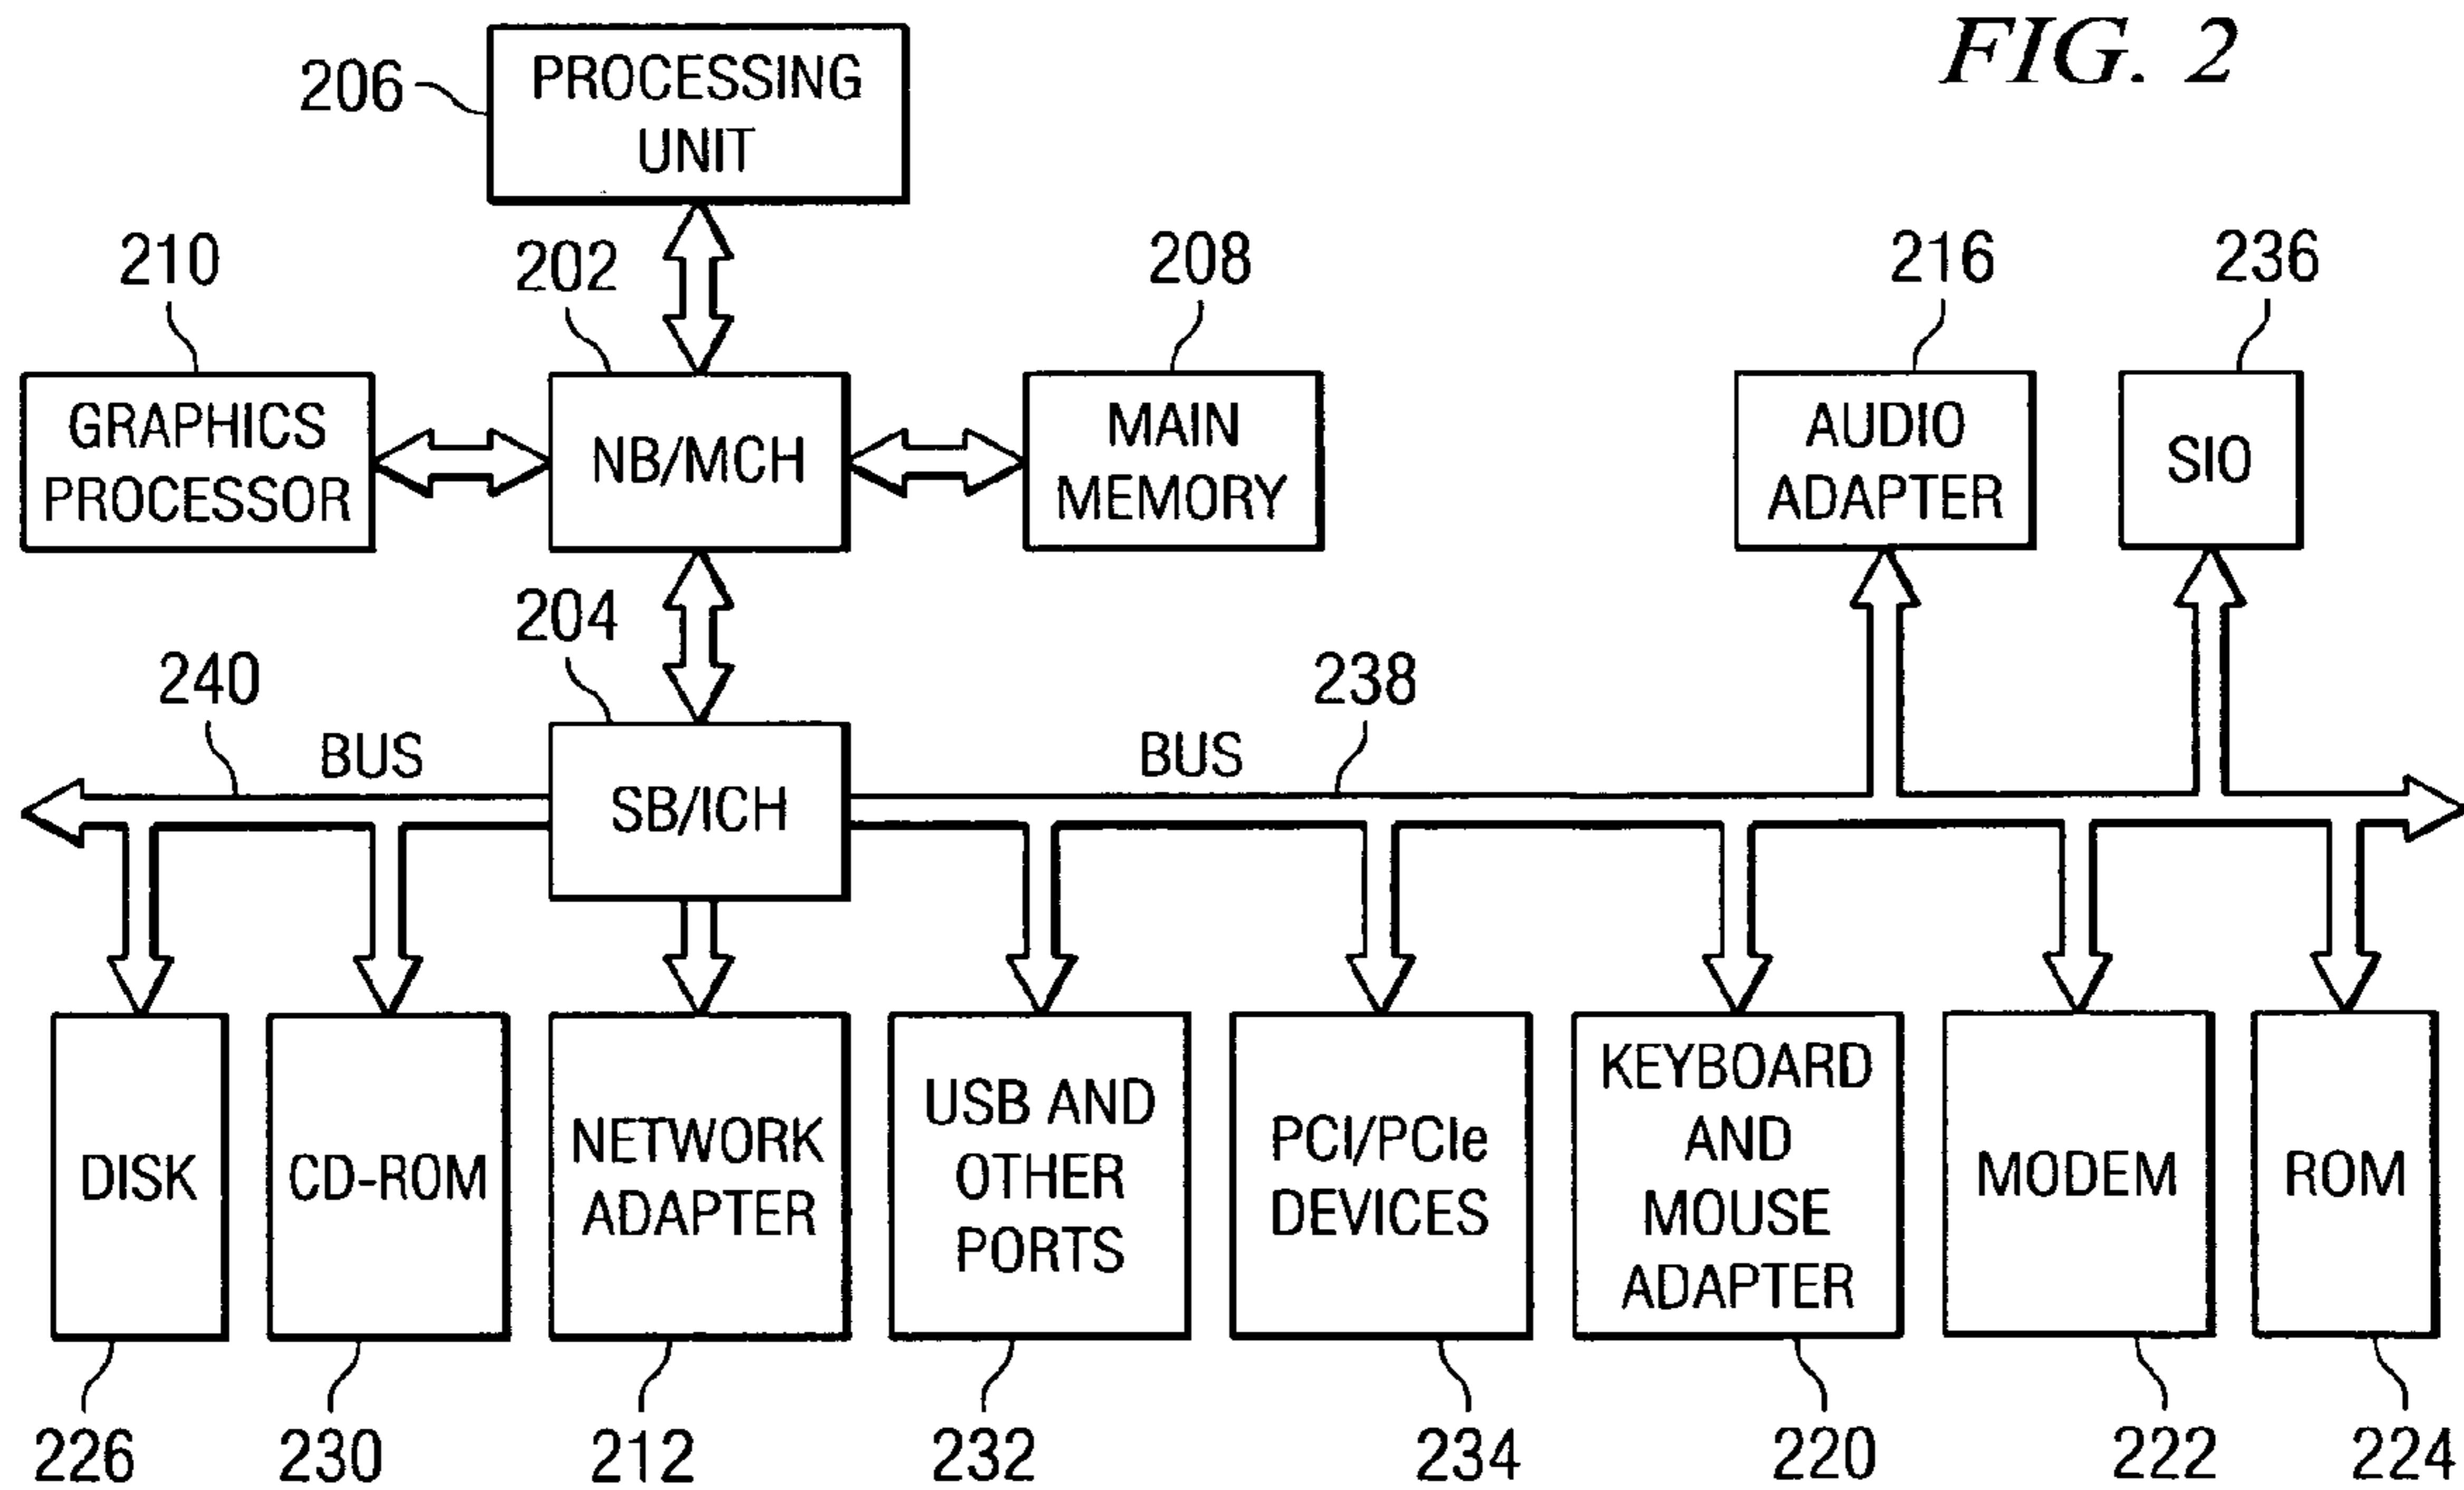 FIG. 2
206
PROCESSING
UNIT
210
202
208
216
236
GRAPHICS
PROCESSOR
NB/MCH
MAIN
MEMORY
AUDIO
ADAPTER
SIO
204
240
238
BUS
BUS
SB/ICH
DISK
CD-ROM
NETWORK
ADAPTER
USB AND
OTHER
PORTS
PCI/PCIe
DEVICES
KEYBOARD
AND
MOUSE
ADAPTER
MODEM
ROM
226
230
212
232
234
220
222
224